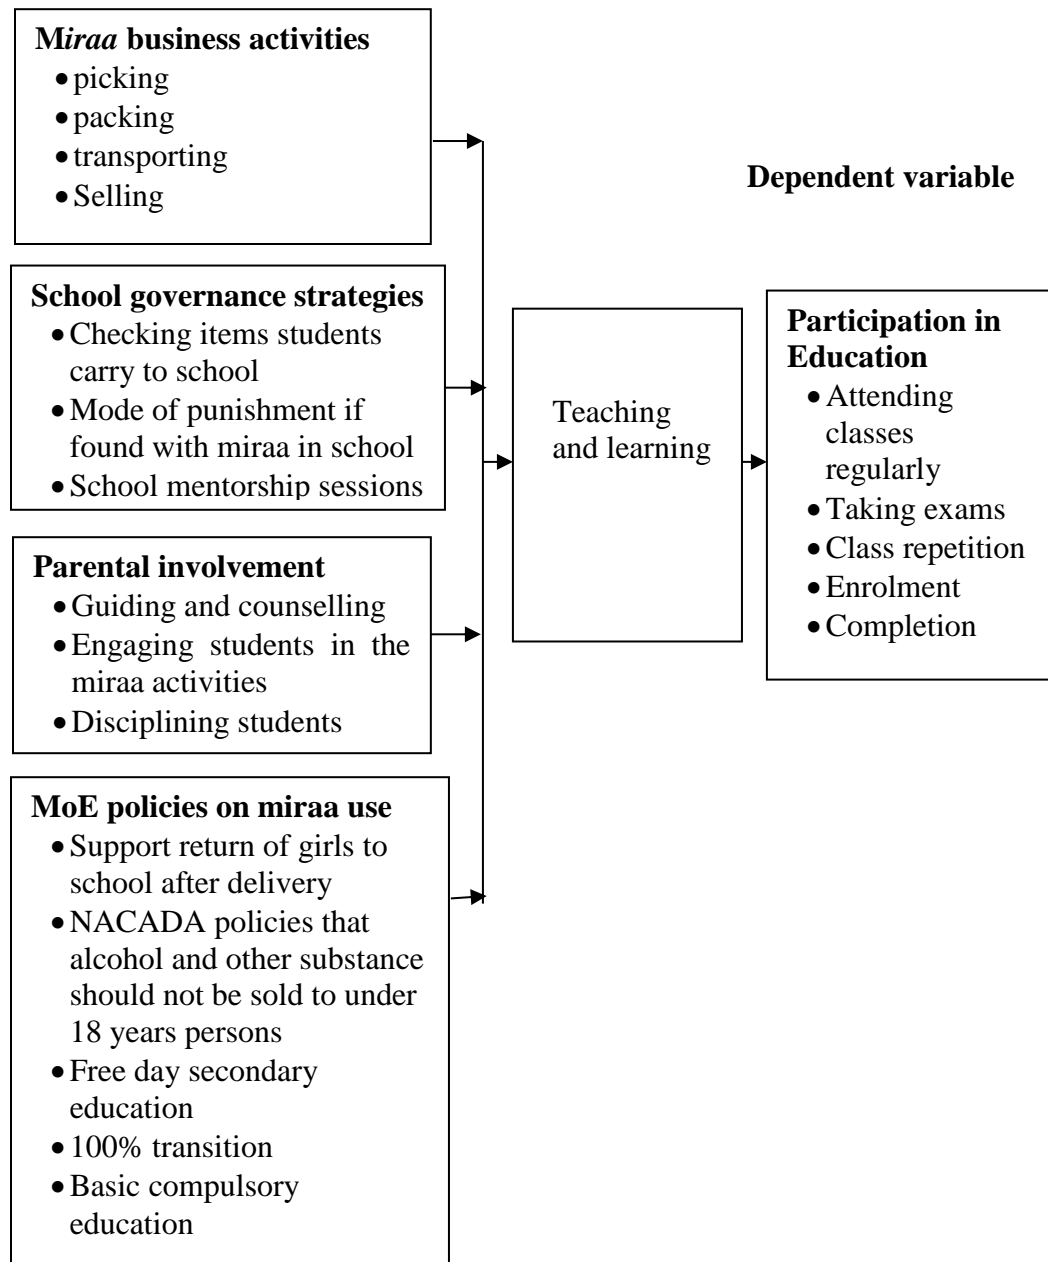 Miraa business activities
• picking
• packing
• transporting
• Selling
Dependent variable
School governance strategies
• Checking items students
carry to school
• Mode of punishment if
found with miraa in school
• School mentorship sessions
Parental involvement
• Guiding and counselling
• Engaging students in the
miraa activities
• Disciplining students
MoE policies on miraa use
• Support return of girls to
school after delivery
• NACADA policies that
alcohol and other substance
should not be sold to under
18 years persons
• Free day secondary
education
• 100% transition
• Basic compulsory
education
Teaching
and learning
Participation in
Education
• Attending
classes
regularly
• Taking exams
• Class repetition
• Enrolment
• Completion